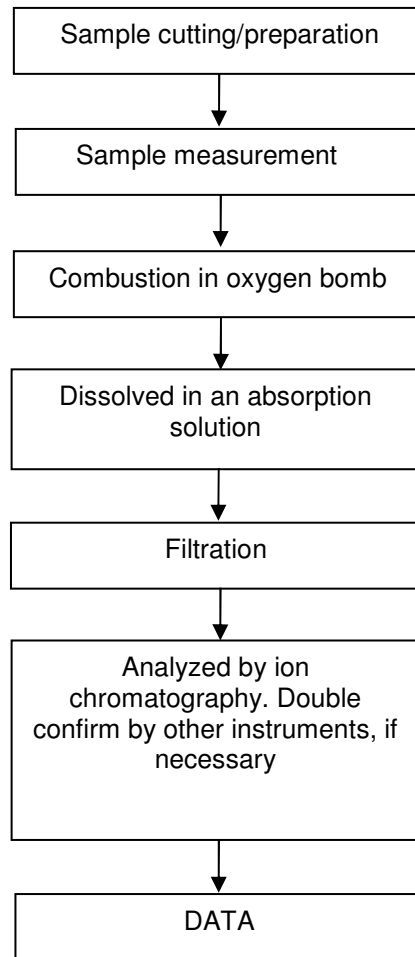 Sample cutting/preparation
Sample measurement
Combustion in oxygen bomb
Dissolved in an absorption
solution
Filtration
Analyzed by ion
chromatography. Double
confirm by other instruments, if
necessary
DATA